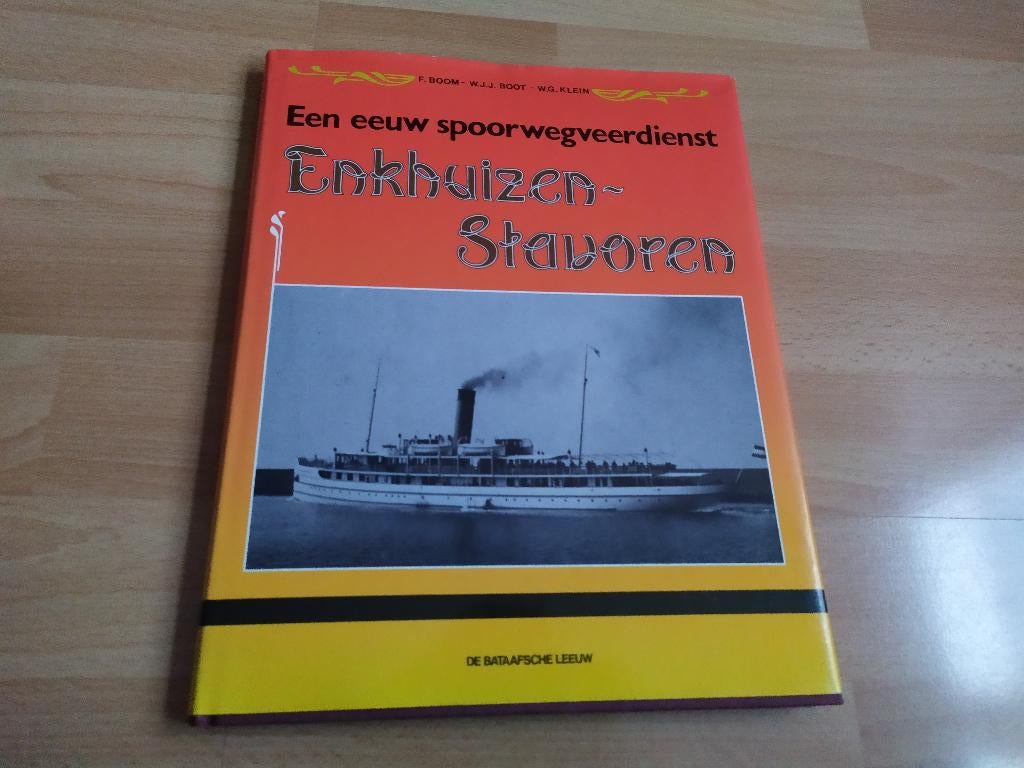 F. BOOM - W.J.J. BOOT - W.G. KLEIN
Een eeuw spoorwegveerdienst
Enkhuizen-
Stavoren
DE BATAAFSCHE LEEUW